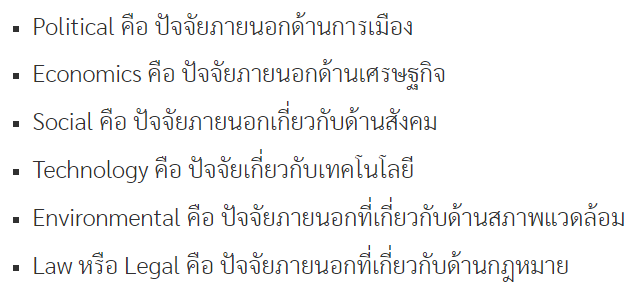 ▪ Political คือ ปัจจัยภายนอกด้านการเมือง
▪ Economics คือ ปัจจัยภายนอกด้านเศรษฐกิจ
▪ Social คือ ปัจจัยภายนอกเกี่ยวกับด้านสังคม
▪ Technology คือ ปัจจัยเกี่ยวกับเทคโนโลยี
▪ Environmental คือ ปัจจัยภายนอกที่เกี่ยวกับด้านสภาพแวดล้อม
▪ Law หรือ Legal คือ ปัจจัยภายนอกที่เกี่ยวกับด้านกฎหมาย